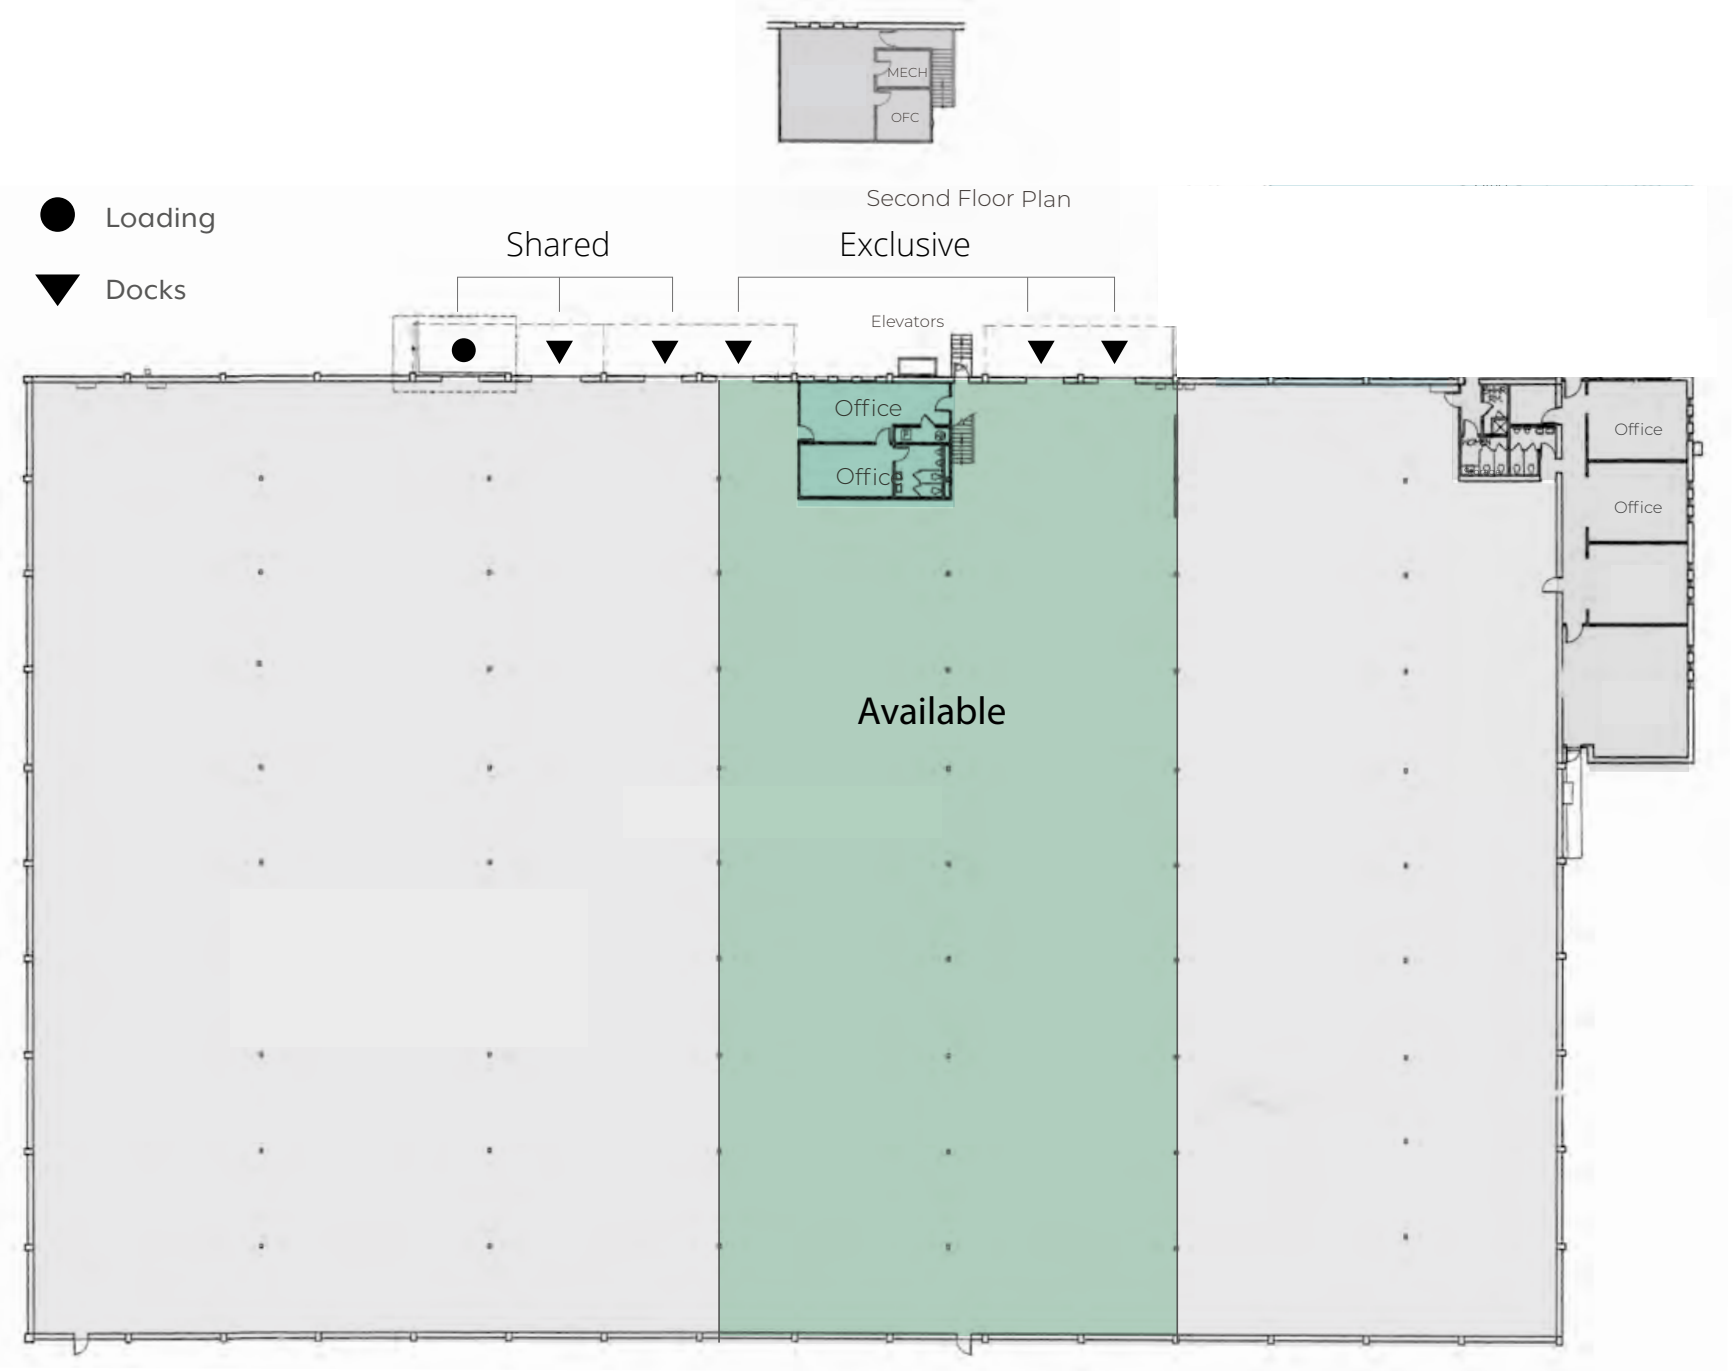 MECH
OFC
Second Floor Plan
Loading
Shared
Exclusive
Docks
Elevators
Office
Office
Office
Office
Available